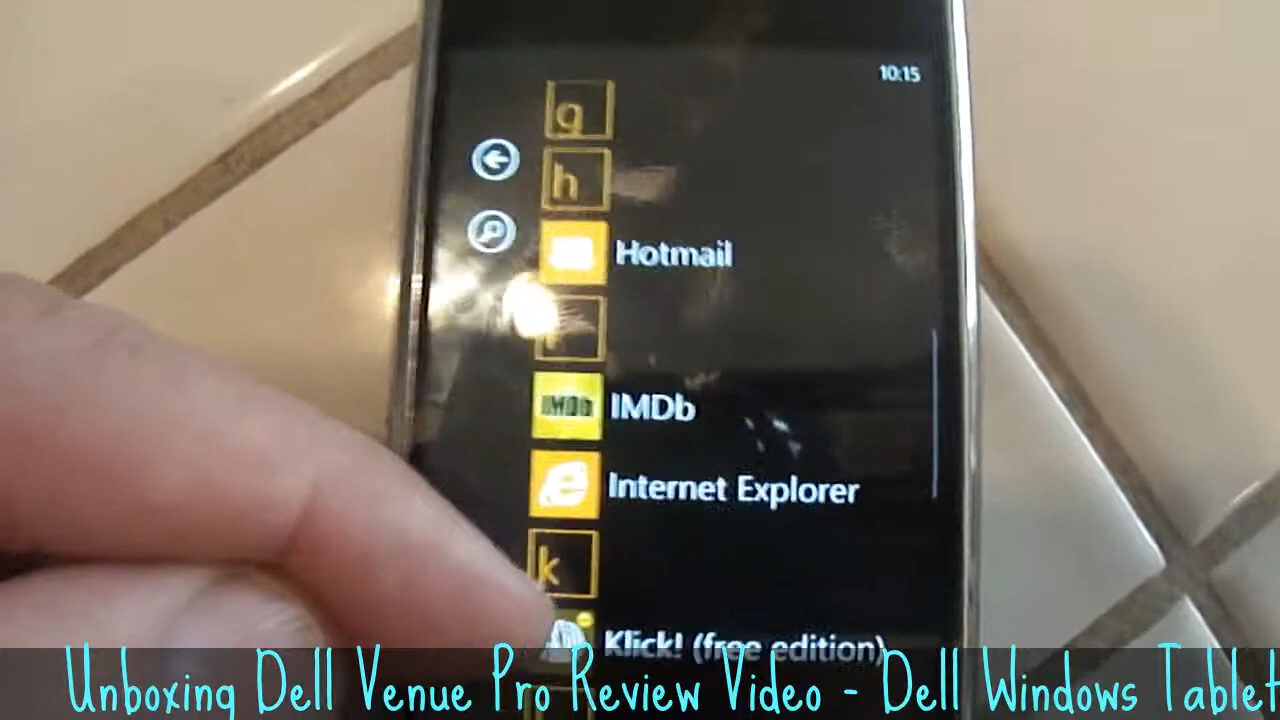 10:15
g
h
Hotmail
i
IMDb IMDb
Internet Explorer
k
Klick! (free edition)
Unboxing Dell Venue Pro Review Video - Dell Windows Tablet